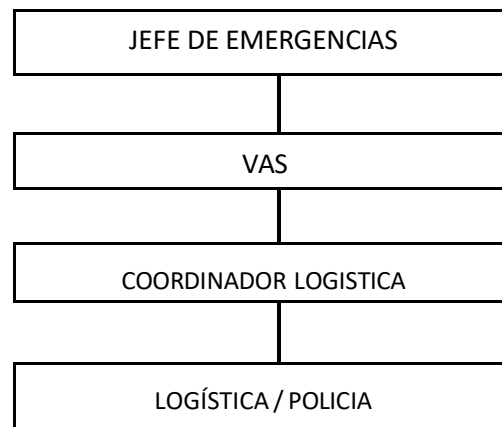 JEFE DE EMERGENCIAS
VAS
COORDINADOR LOGISTICA
LOGÍSTICA / POLICIA